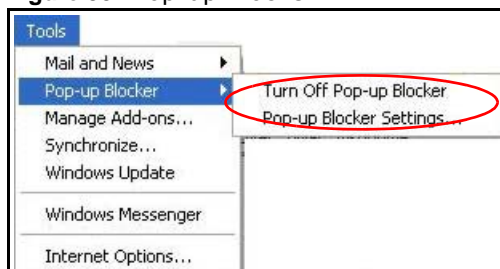 Tools
Mail and News
Pop-up Blocker
Turn Off Pop-up Blocker
Manage Add-ons...
Pop-up Blocker Settings...
Synchronize...
Windows Update
Windows Messenger
Internet Options...